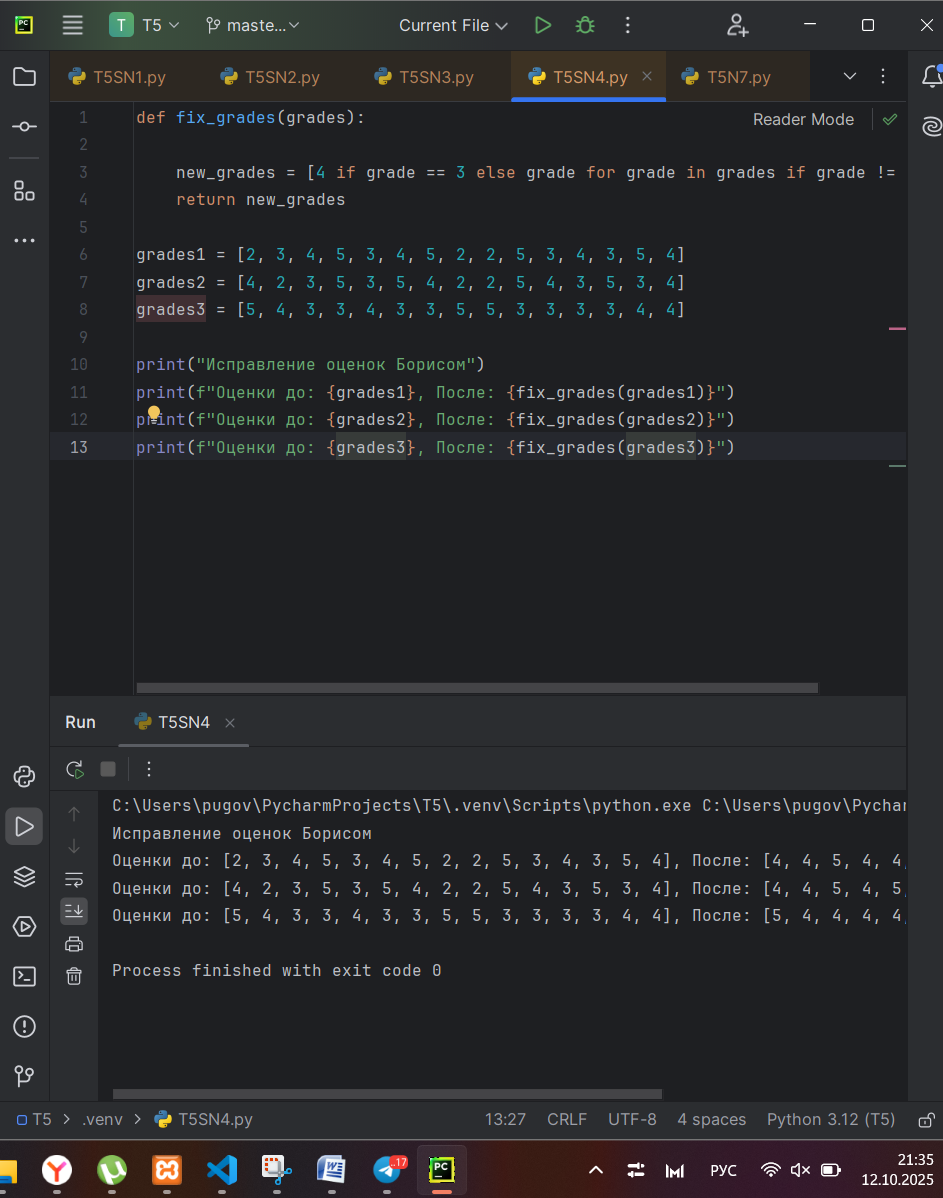 PC T T5 maste... Current File
T5SN1.py T5SN2.py T5SN3.py T5SN4.py T5N7.py
1 def fix_grades(grades): Reader Mode
2
3 new_grades = [4 if grade == 3 else grade for grade in grades if grade !=
4 return new_grades
5
6 grades1 = [2, 3, 4, 5, 3, 4, 5, 2, 2, 5, 3, 4, 3, 5, 4]
7 grades2 = [4, 2, 3, 5, 3, 5, 4, 2, 2, 5, 4, 3, 5, 3, 4]
8 grades3 = [5, 4, 3, 3, 4, 3, 3, 5, 5, 3, 3, 3, 3, 4, 4]
9
10 print("Исправление оценок Борисом")
11 print(f"Оценки до: {grades1}, После: {fix_grades(grades1)}")
12 print(f"Оценки до: {grades2}, После: {fix_grades(grades2)}")
13 print(f"Оценки до: {grades3}, После: {fix_grades(grades3)}")
Run T5SN4
C:\Users\pugov\PycharmProjects\T5\.venv\Scripts\python.exe C:\Users\pugov\Pychar
Исправление оценок Борисом
Оценки до: [2, 3, 4, 5, 3, 4, 5, 2, 2, 5, 3, 4, 3, 5, 4], После: [4, 4, 5, 4, 4,
Оценки до: [4, 2, 3, 5, 3, 5, 4, 2, 2, 5, 4, 3, 5, 3, 4], После: [4, 4, 5, 4, 5,
Оценки до: [5, 4, 3, 3, 4, 3, 3, 5, 5, 3, 3, 3, 3, 4, 4], После: [5, 4, 4, 4, 4,
Process finished with exit code 0
T5 > .venv > T5SN4.py 13:27 CRLF UTF-8 4 spaces Python 3.12 (T5)
..17 PC РУС 21:35
12.10.2025